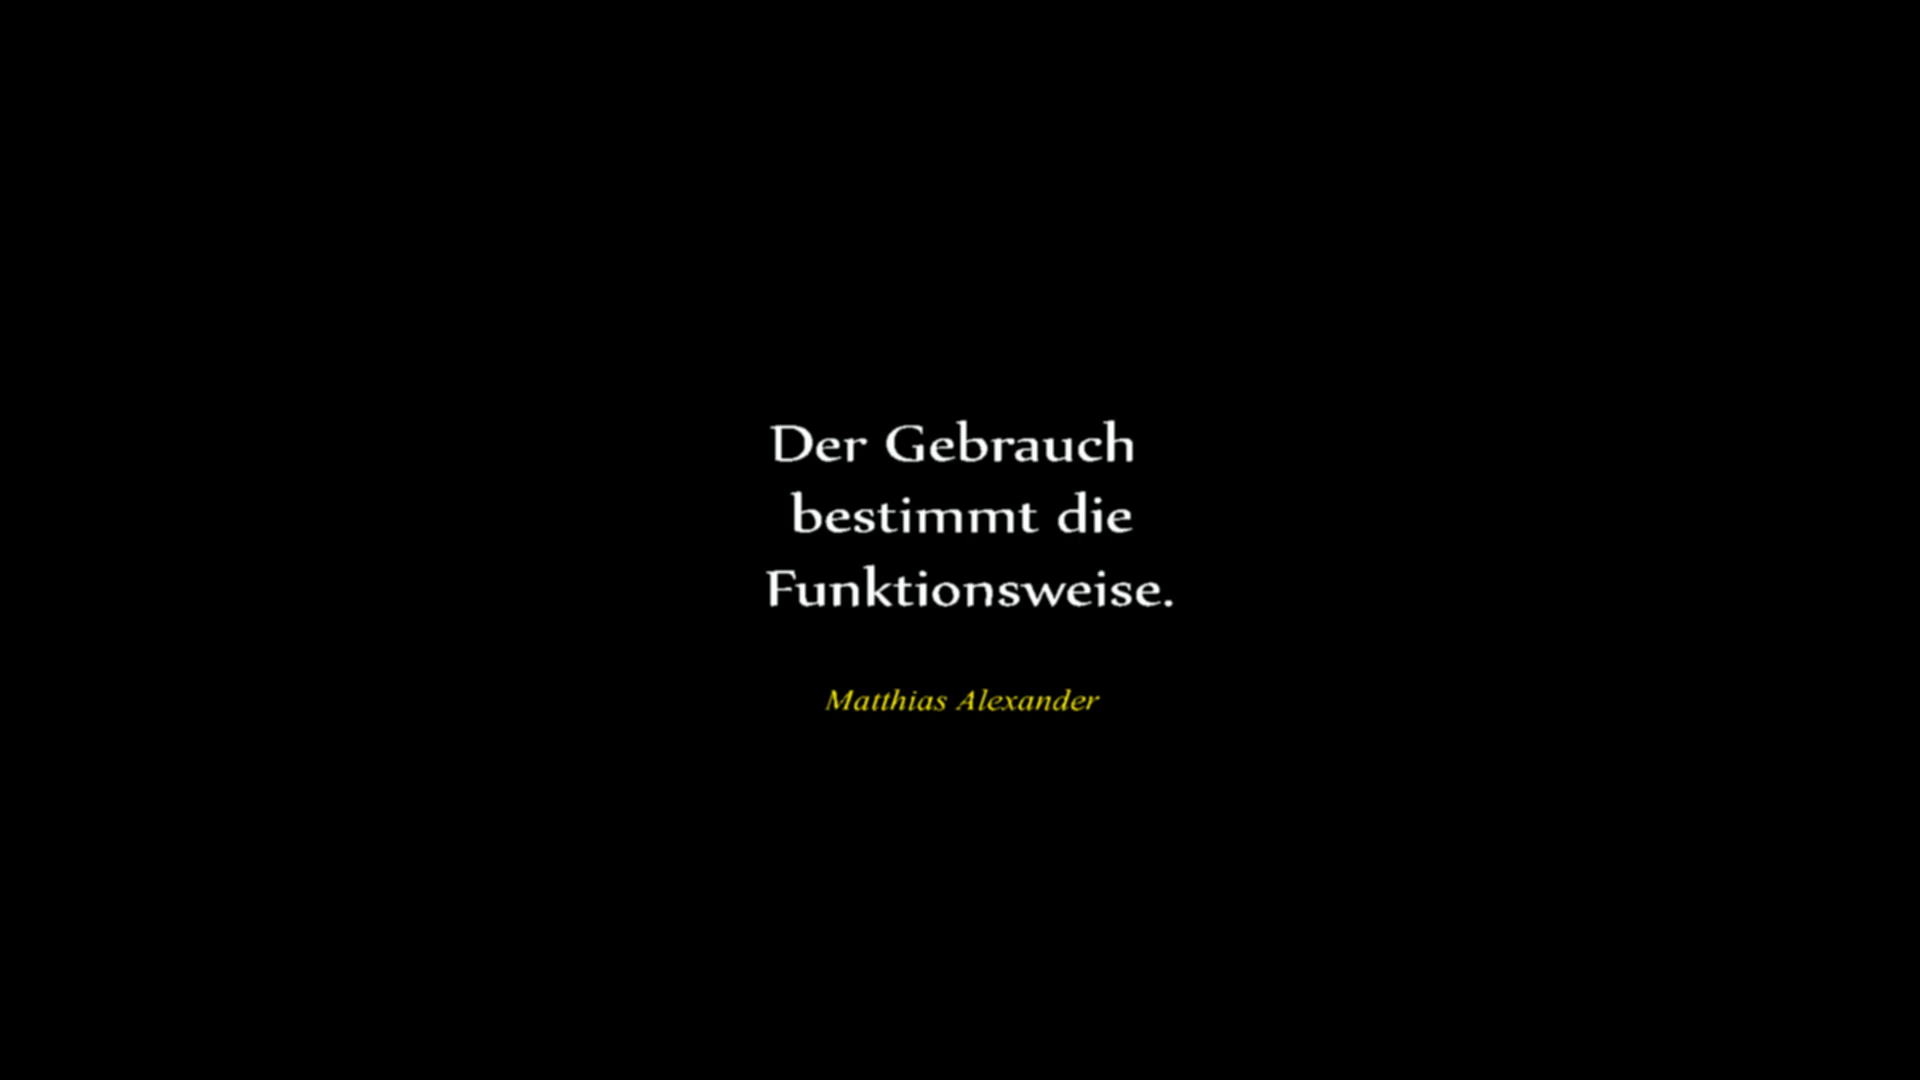 Der Gebrauch
bestimmt die
Funktionsweise.
Matthias Alexander